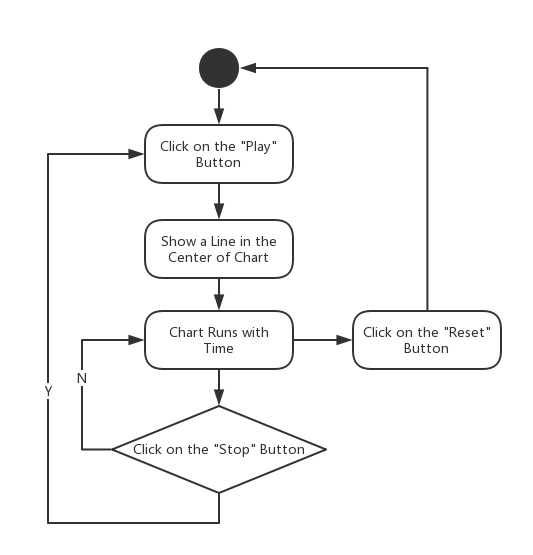 Click on the "Play"
Button
Show a Line in the
Center of Chart
Chart Runs with
Time
Click on the "Reset"
Button
N
Y
Click on the "Stop" Button